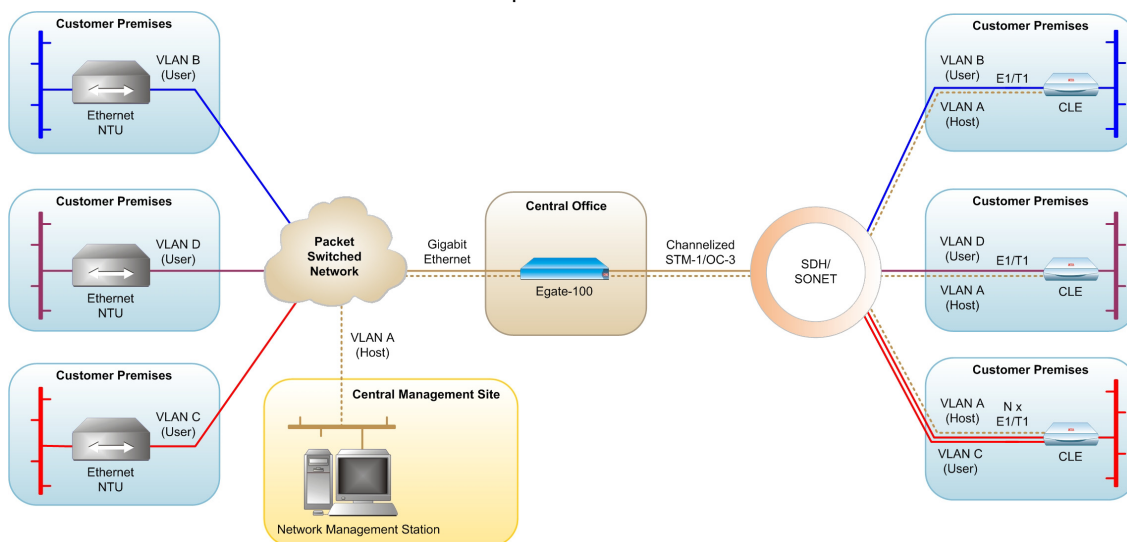 Customer Premises
VLAN B
(User)
Ethernet
NTU
Customer Premises
VLAN D
(User)
Ethernet
NTU
Customer Premises
VLAN C
(User)
Ethernet
NTU
Packet
Switched
Network
VLAN A
(Host)
Central Management Site
Network Management Station
Gigabit
Ethernet
Central Office
Egate-100
Channelized
STM-1/OC-3
SDH/
SONET
Customer Premises
VLAN B
(User)
E1/T1
VLAN A
(Host)
CLE
Customer Premises
VLAN D
(User)
E1/T1
VLAN A
(Host)
CLE
Customer Premises
VLAN A
(Host)
N x
E1/T1
VLAN C
(User)
CLE